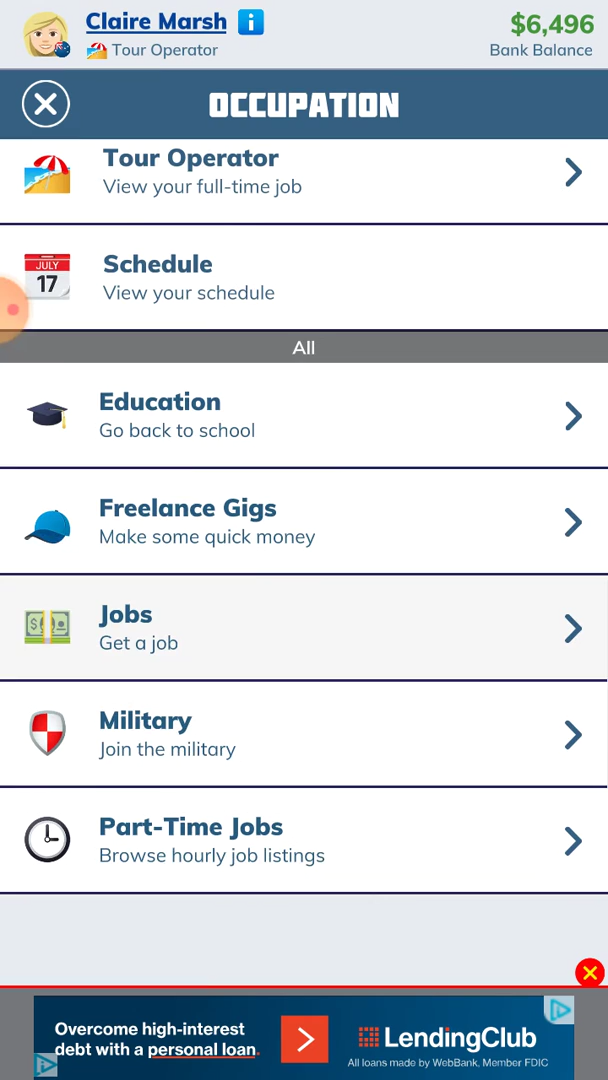 Claire Marsh i
$6,496
Tour Operator
Bank Balance
OCCUPATION
Tour Operator
View your full-time job
JULY
17
Schedule
View your schedule
All
Education
Go back to school
Freelance Gigs
Make some quick money
Jobs
Get a job
Military
Join the military
Part-Time Jobs
Browse hourly job listings
Overcome high-interest
debt with a personal loan.
LendingClub
All loans made by WebBank, Member FDIC